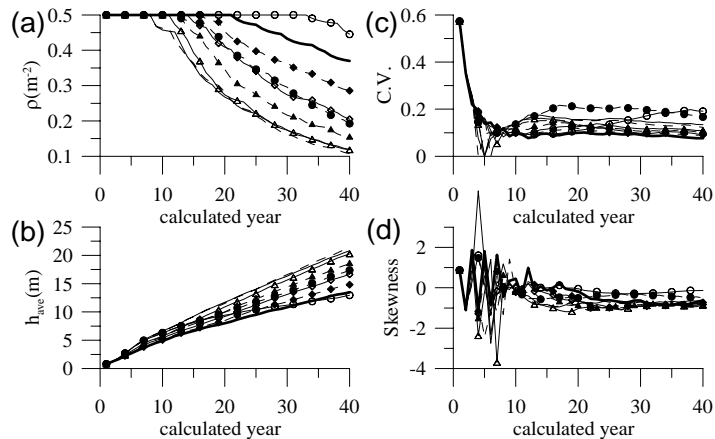 (a)
ρ(m⁻²)
0.5
0.4
0.3
0.2
0.1
0 10 20 30 40
calculated year
(b)
h_ave(m)
25
20
15
10
5
0
0 10 20 30 40
calculated year
(c)
C.V.
0.6
0.4
0.2
0
0 10 20 30 40
calculated year
(d)
Skewness
2
0
-2
-4
0 10 20 30 40
calculated year